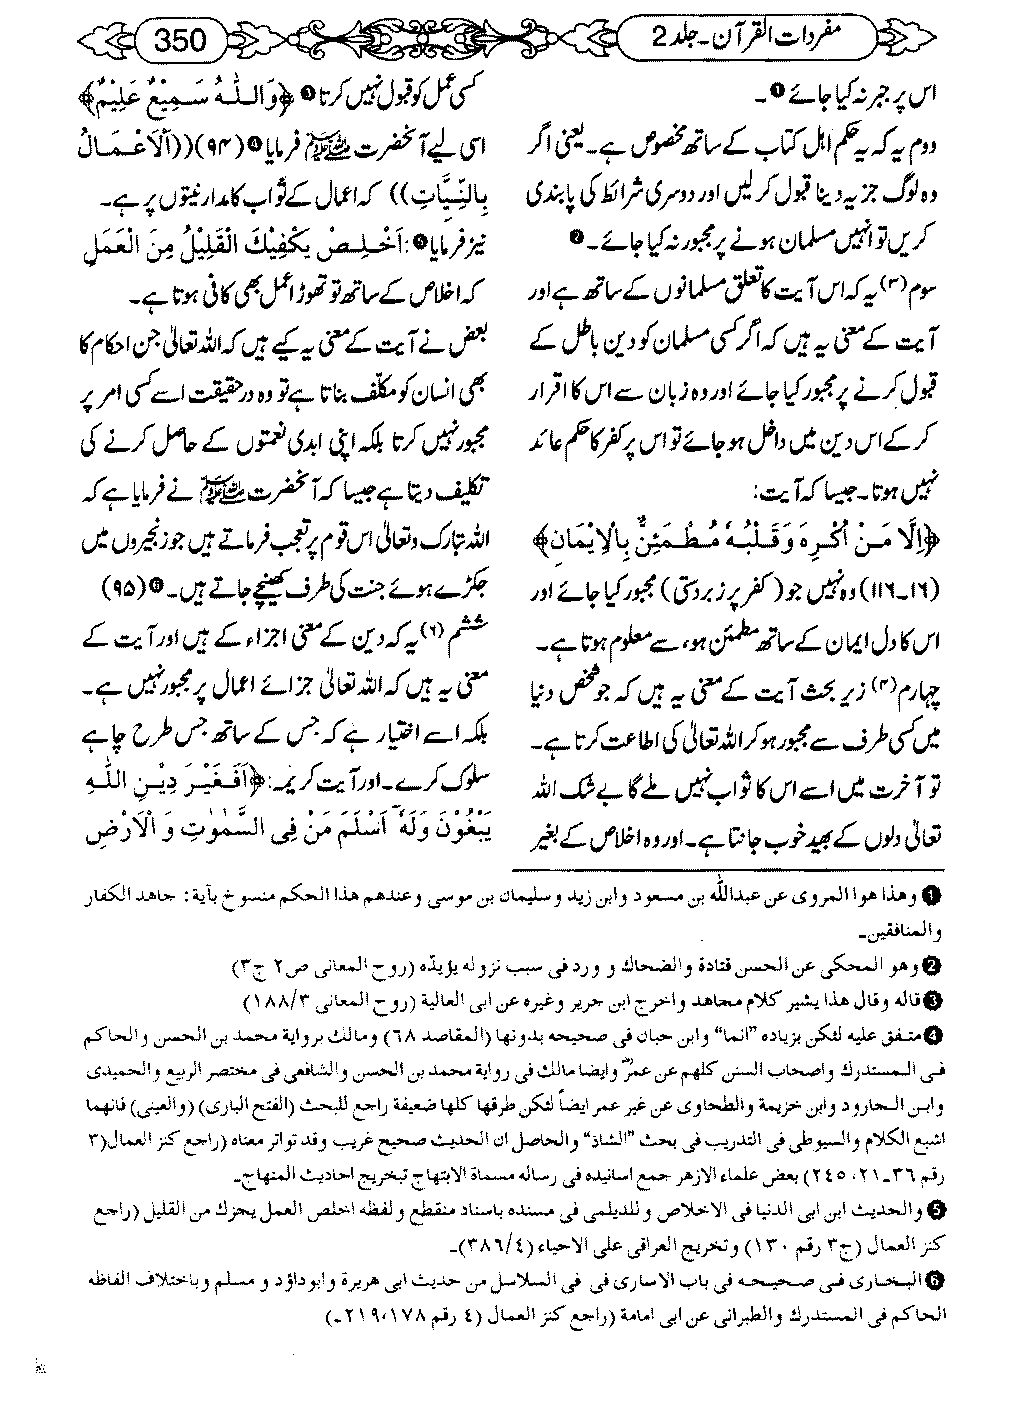 مفردات القرآن۔جلد 2
350
اس پر جبر نہ کیا جائے ❶۔
دوم یہ کہ یہ حکم اہل کتاب کے ساتھ مخصوص ہے۔یعنی اگر
وہ لوگ جزیہ دینا قبول کرلیں اور دوسری شرائط کی پابندی
کریں تو انہیں مسلمان ہونے پر مجبور نہ کیا جائے۔❷
سوم(۳) یہ کہ اس آیت کا تعلق مسلمانوں کے ساتھ ہے اور
آیت کے معنی یہ ہیں کہ اگر کسی مسلمان کو دین باطل کے
قبول کرنے پر مجبور کیا جائے اور وہ زبان سے اس کا اقرار
کرکے اس دین میں داخل ہوجائے تو اس پر کفر کا حکم عائد
نہیں ہوتا۔جیسا کہ آیت:
﴿اِلَّا مَنْ اُكْرِهَ وَقَلْبُهٗ مُطْمَئِنٌّ بِالْاِيْمَانِ﴾
(۱۶۔۱۱۶) وہ نہیں جو (کفر پر زبردستی) مجبور کیا جائے اور
اس کا دل ایمان کے ساتھ مطمئن ہو، سے معلوم ہوتا ہے۔
چہارم(۴) زیر بحث آیت کے معنی یہ ہیں کہ جو شخص دنیا
میں کسی طرف سے مجبور ہوکر اللہ تعالیٰ کی اطاعت کرتا ہے۔
تو آخرت میں اسے اس کا ثواب نہیں ملے گا بے شک اللہ
تعالیٰ دلوں کے بھید خوب جانتا ہے۔اور وہ اخلاص کے بغیر
کسی عمل کو قبول نہیں کرتا❸ ﴿وَاللّٰهُ سَمِيْعٌ عَلِيْمٌ﴾
اسی لیے آنحضرت ﷺ فرمایا❹ (۹۴)((اَلْاَعْمَالُ
بِالنِّيَّاتِ)) کہ اعمال کے ثواب کا مدار نیتوں پر ہے۔
نیز فرمایا❺: اَخْلِصْ يَكْفِيْكَ الْقَلِيْلُ مِنَ الْعَمَلِ
کہ اخلاص کے ساتھ تو تھوڑا عمل بھی کافی ہوتا ہے۔
بعض نے آیت کے معنی یہ کیے ہیں کہ اللہ تعالیٰ جن احکام کا
بھی انسان کو مکلّف بناتا ہے تو وہ درحقیقت اسے کسی امر پر
مجبور نہیں کرتا بلکہ اپنی ابدی نعمتوں کے حاصل کرنے کی
تکلیف دیتا ہے جیسا کہ آنحضرت ﷺ نے فرمایا ہے کہ
اللہ تبارک وتعالیٰ اس قوم پر تعجب فرماتے ہیں جو زنجیروں میں
جکڑے ہوئے جنت کی طرف کھینچے جاتے ہیں۔❻ (۹۵)
ششم(۶) یہ کہ دین کے معنی اجزاء کے ہیں اور آیت کے
معنی یہ ہیں کہ اللہ تعالیٰ جزائے اعمال پر مجبور نہیں ہے۔
بلکہ اسے اختیار ہے کہ جس کے ساتھ جس طرح چاہے
سلوک کرے۔اور آیت کریمہ: ﴿اَفَغَيْرَ دِيْنِ اللّٰهِ
يَبْغُوْنَ وَلَهٗٓ اَسْلَمَ مَنْ فِى السَّمٰوٰتِ وَالْاَرْضِ
❶ وهذا هوا المروى عن عبدالله بن مسعود وابن زيد وسليمان بن موسى وعندهم هذا الحكم منسوخ بآية: جاهد الكفار
والمنافقين۔
❷ وهو المحكى عن الحسن قتادة والضحاك و ورد فى سبب نزوله يؤيدّه (روح المعانى ص۲ ج۳)
❸ قاله وقال هذا يشير كلام مجاهد واخرج ابن جرير وغيره عن ابى العالية (روح المعانى ۱۸۸/۳)
❹ متفق عليه لئكن بزياده ”انما“ وابن حبان فى صحيحه بدونها (المقاصد ۶۸) ومالك برواية محمد بن الحسن والحاكم
فى المستدرك واصحاب السنن كلهم عن عمرؓ وايضا مالك فى رواية محمد بن الحسن والشافعى فى مختصر الربيع والحميدى
وابن الجارود وابن خزيمة والطحاوى عن غير عمر ايضاً لئكن طرقها كلها ضعيفة راجع للبحث (الفتح البارى) (والعينى) فانهما
اشبع الكلام والسيوطى فى التدريب فى بحث ”الشاذ“ والحاصل ان الحديث صحيح غريب وقد تواتر معناه (راجع كنز العمال(۳
رقم ۳۶۔۲۱، ۲۴۵) بعض علماء الازهر جمع اسانيده فى رساله مسماة الابتهاج تبخريج احاديث المنهاج۔
❺ والحديث ابن ابى الدنيا فى الاخلاص و للديلمى فى مسنده باسناد منقطع و لفظه اخلص العمل يجزك من القليل (راجع
كنز العمال (ج۳ رقم ۱۳۰) وتخريج العراقى على الاحياء (۳۸۶/۴)۔
❻ البخارى فى صحيحه فى باب الاسارى فى فى السلاسل من حديث ابى هريرة وابوداؤد و مسلم وباختلاف الفاظه
الحاكم فى المستدرك والطبرانى عن ابى امامة (راجع كنز العمال (٤ رقم ۲۱۹،۱۷۸۔)